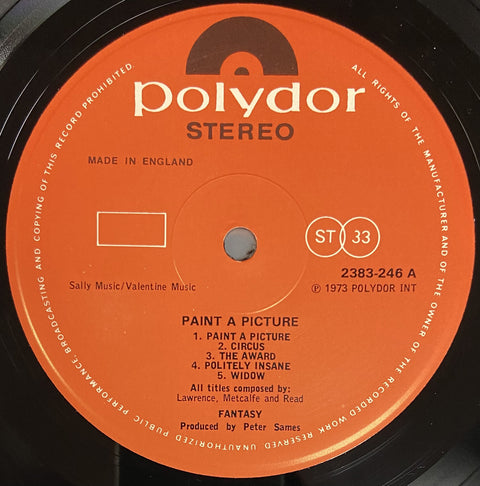 polydor
STEREO
MADE IN ENGLAND
ST 33
2383-246 A
Sally Music/Valentine Music
℗ 1973 POLYDOR INT
PAINT A PICTURE
1. PAINT A PICTURE
2. CIRCUS
3. THE AWARD
4. POLITELY INSANE
5. WIDOW
All titles composed by:
Lawrence, Metcalfe and Read
FANTASY
Produced by Peter Sames
ALL RIGHTS OF THE MANUFACTURER AND OF THE OWNER OF THE RECORDED WORK RESERVED. UNAUTHORIZED PUBLIC PERFORMANCE, BROADCASTING AND COPYING OF THIS RECORD PROHIBITED.